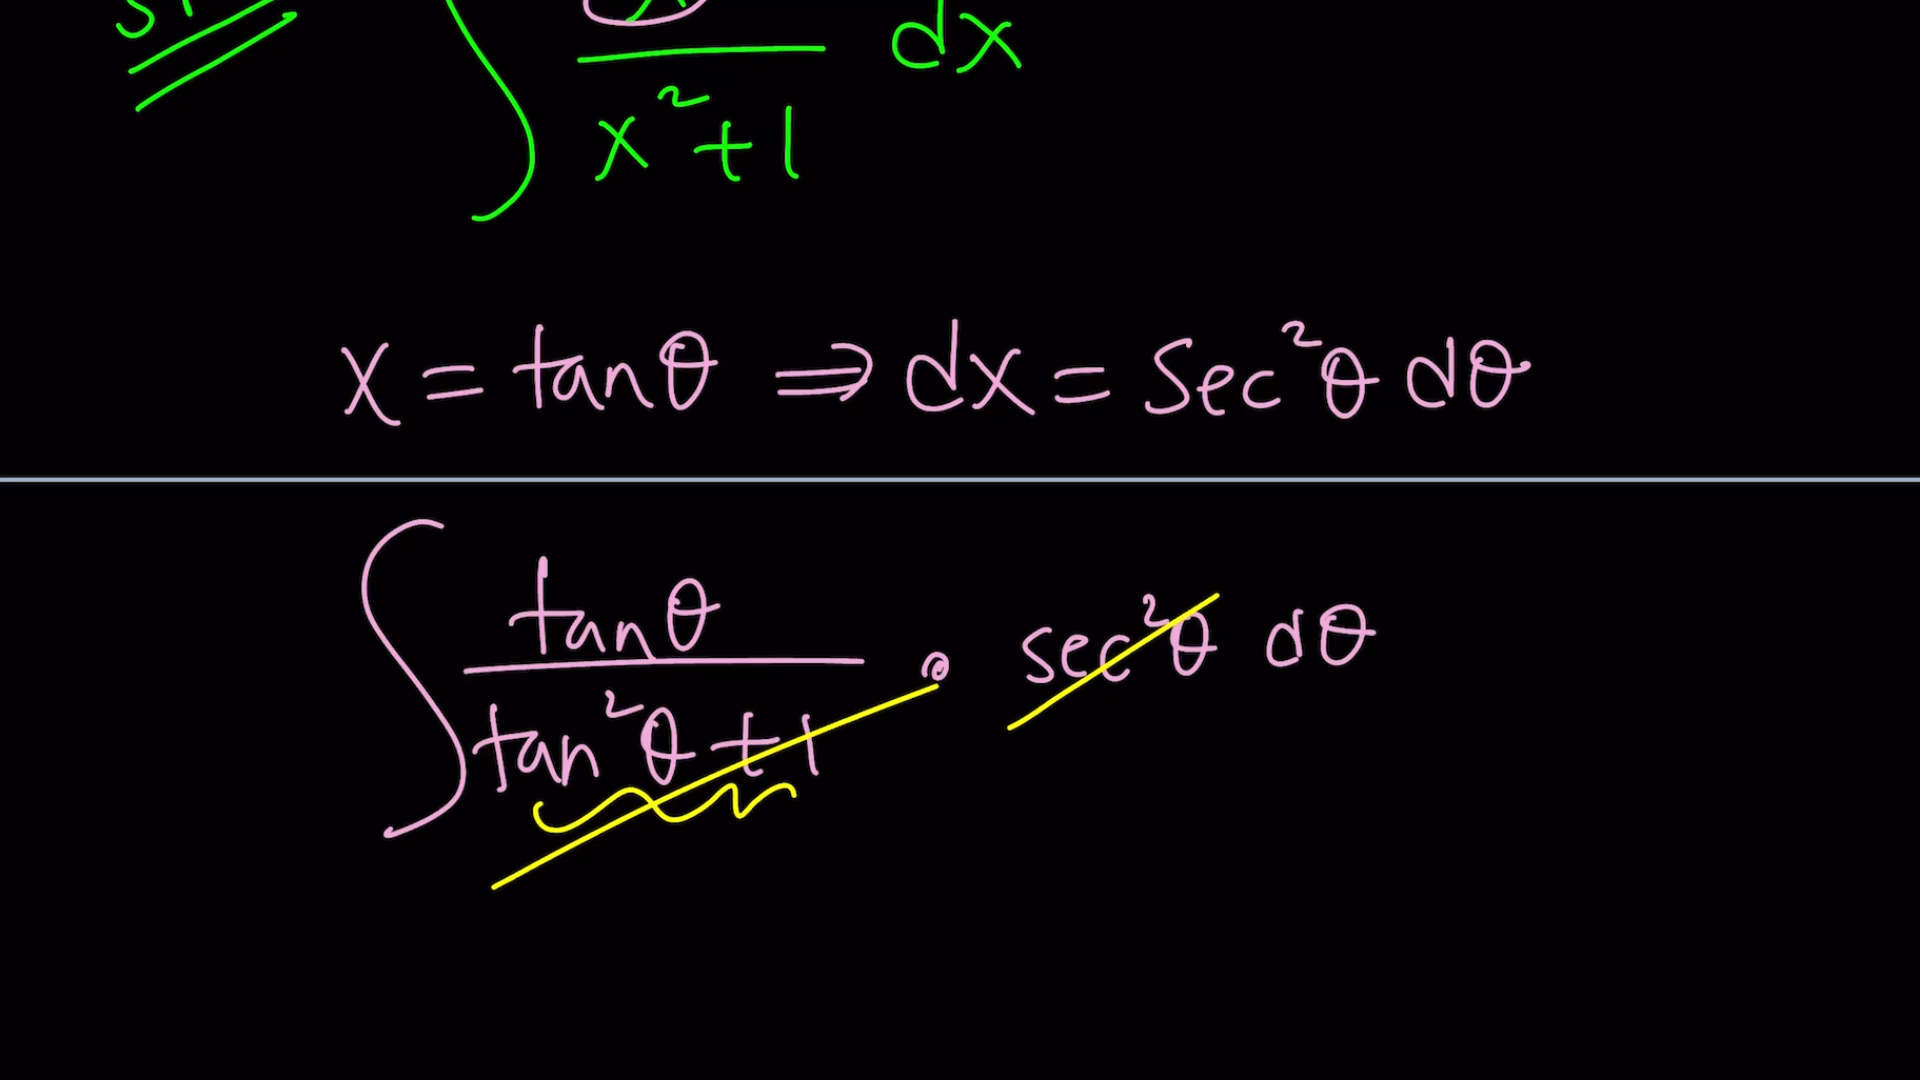 ∫ x/(x²+1) dx
x = tanθ ⇒ dx = sec²θ dθ
∫ tanθ/(tan²θ+1) · sec²θ dθ